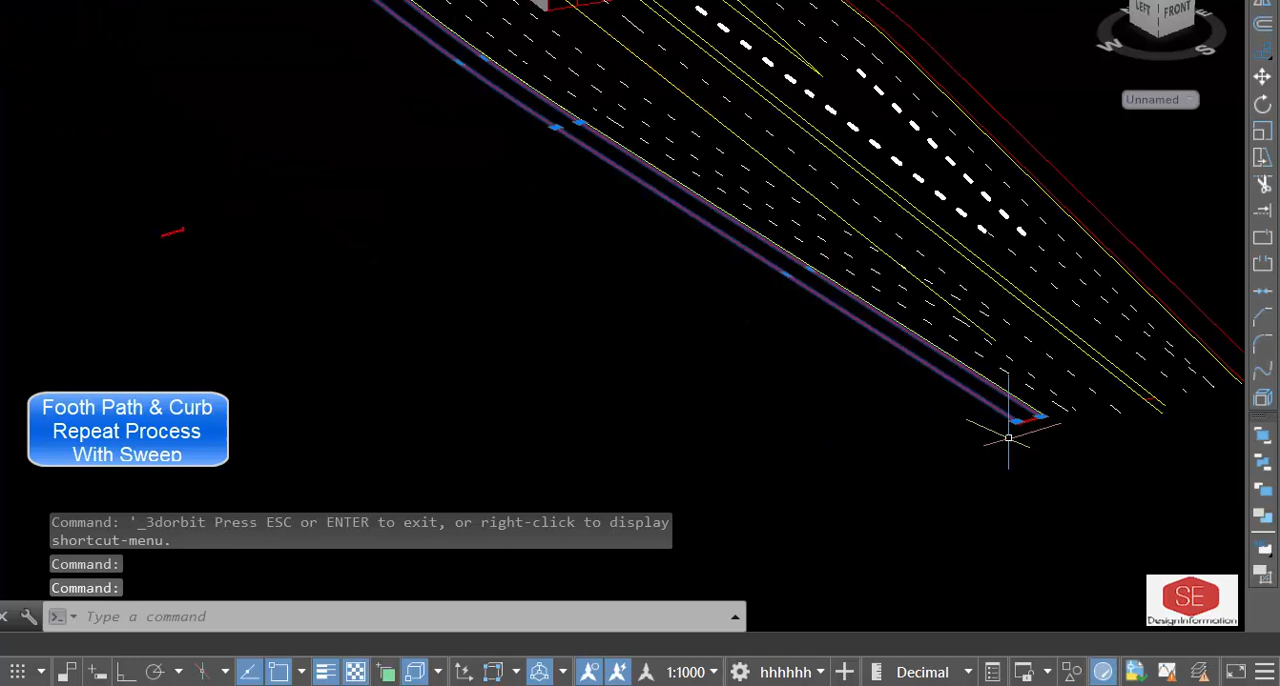 LEFT
FRONT
W
S
Unnamed
Footh Path & Curb
Repeat Process
With Sweep
Command: '_3dorbit Press ESC or ENTER to exit, or right-click to display
shortcut-menu.
Command:
Command:
Type a command
SE
DesignInformation
1:1000
hhhhhh
Decimal